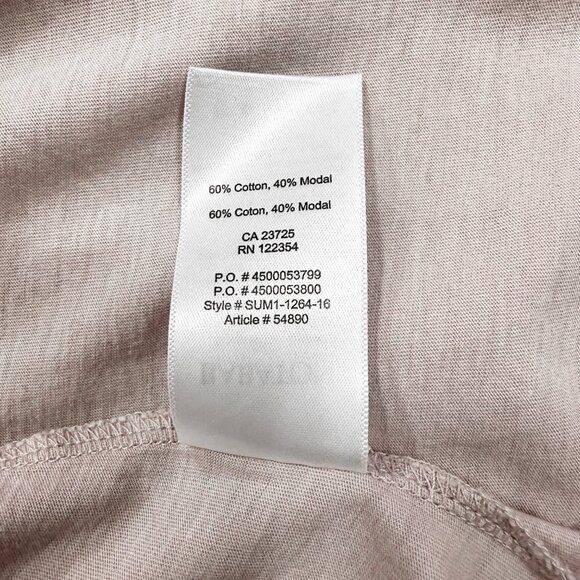 60% Cotton, 40% Modal
60% Coton, 40% Modal
CA 23725
RN 122354
P.O. # 4500053799
P.O. # 4500053800
Style # SUM1-1264-16
Article # 54890